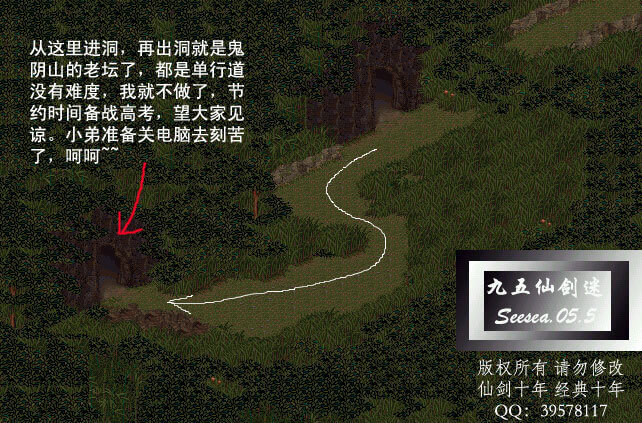 从这里进洞，再出洞就是鬼
阴山的老坛了，都是单行道
没有难度，我就不做了，节
约时间备战高考，望大家见
谅。小弟准备关电脑去刻苦
了，呵呵~~
九五仙剑迷
Seesea.05.5
版权所有 请勿修改
仙剑十年 经典十年
QQ：39578117